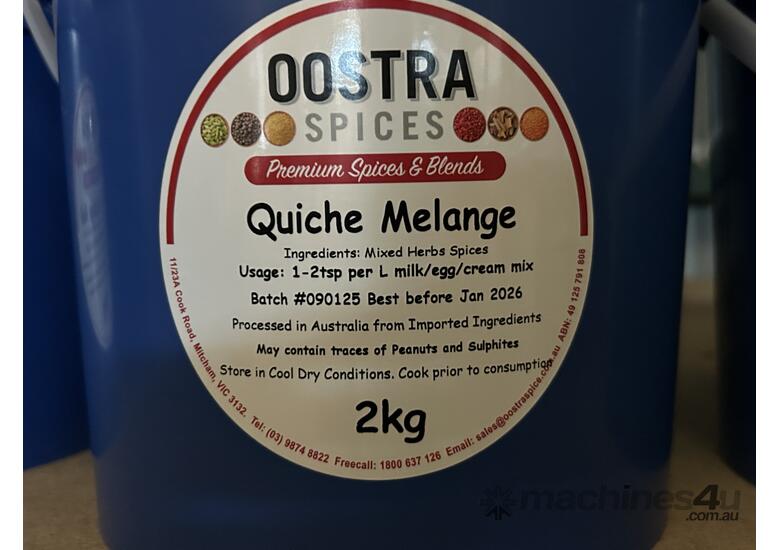 OOSTRA
SPICES
Premium Spices & Blends
Quiche Melange
Ingredients: Mixed Herbs Spices
Usage: 1-2tsp per L milk/egg/cream mix
Batch #090125 Best before Jan 2026
Processed in Australia from Imported Ingredients
May contain traces of Peanuts and Sulphites
Store in Cool Dry Conditions. Cook prior to consumption
2kg
11/23A Cook Road, Mitcham, VIC 3132. Tel: (03) 9874 8822 Freecall: 1800 637 126 Email: sales@oostraspice.com.au ABN: 49 125 791 808
machines4u
.com.au